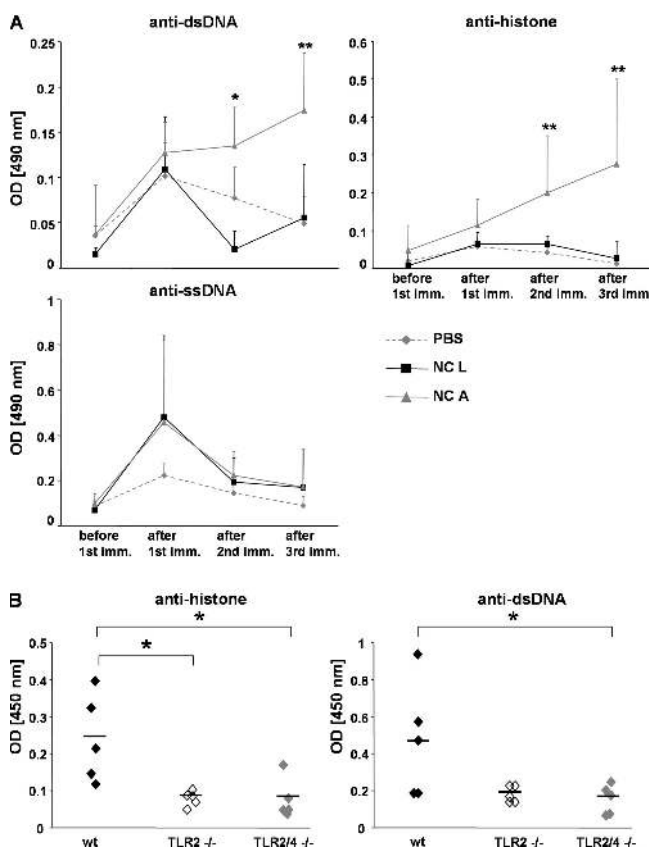 A
anti-dsDNA
0.25
0.2
0.15
0.1
0.05
0
OD [490 nm]
*
**
anti-histone
0.6
0.5
0.4
0.3
0.2
0.1
0
OD [490 nm]
**
**
before 1st Imm.
after 1st Imm.
after 2nd Imm.
after 3rd Imm.
anti-ssDNA
1
0.8
0.6
0.4
0.2
0
OD [490 nm]
before 1st Imm.
after 1st Imm.
after 2nd Imm.
after 3rd Imm.
PBS
NC L
NC A
B
anti-histone
0.5
0.4
0.3
0.2
0.1
0
OD [450 nm]
*
*
wt
TLR2 -/-
TLR2/4 -/-
anti-dsDNA
1
0.8
0.6
0.4
0.2
0
OD [450 nm]
*
wt
TLR2 -/-
TLR2/4 -/-